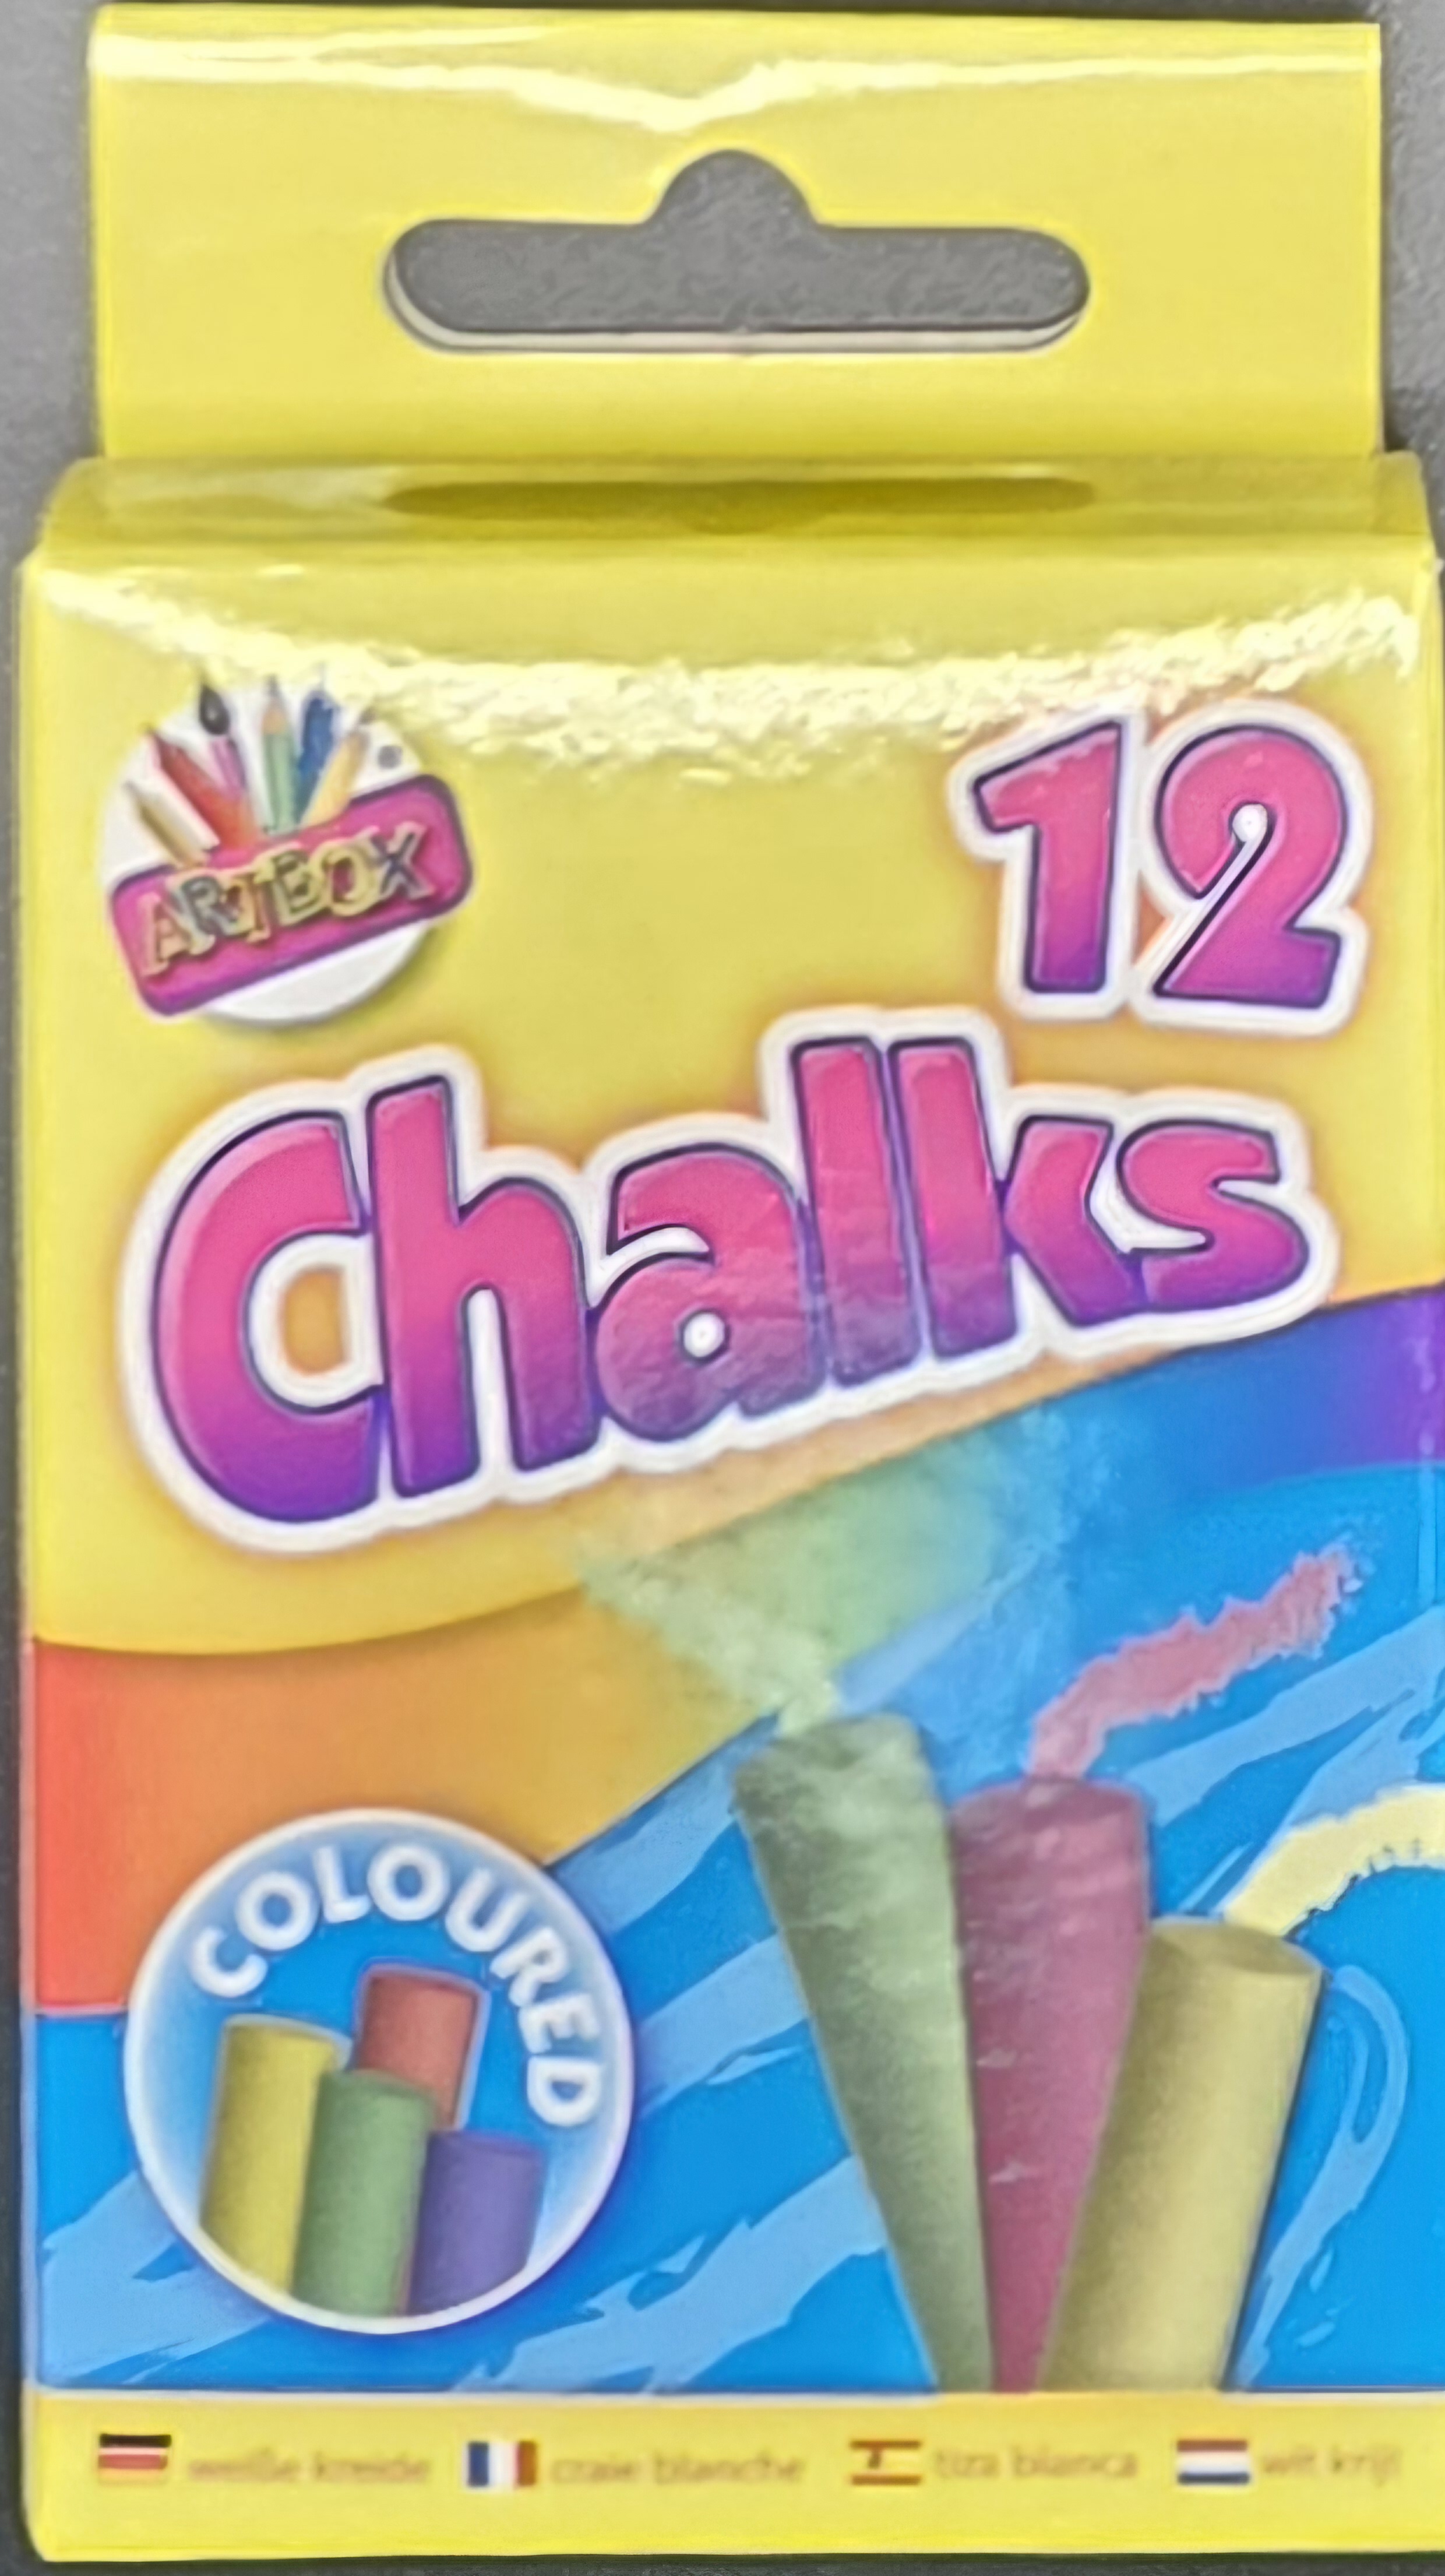 ARTBOX
12
Chalks
COLOURED
weiße kreide craie blanche tiza blanca wit krijt